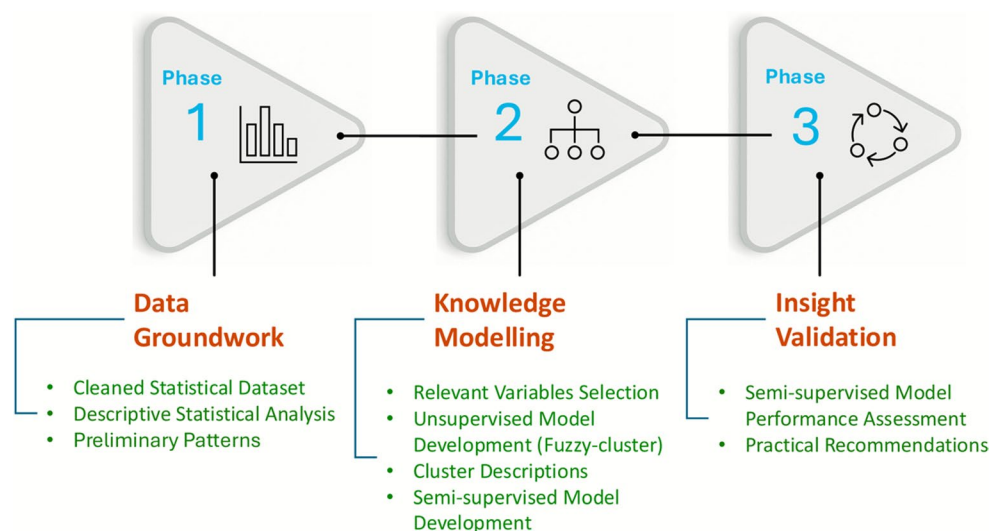 Phase
1
Data
Groundwork
• Cleaned Statistical Dataset
• Descriptive Statistical Analysis
• Preliminary Patterns
Phase
2
Knowledge
Modelling
• Relevant Variables Selection
• Unsupervised Model
Development (Fuzzy-cluster)
• Cluster Descriptions
• Semi-supervised Model
Development
Phase
3
Insight
Validation
• Semi-supervised Model
Performance Assessment
• Practical Recommendations